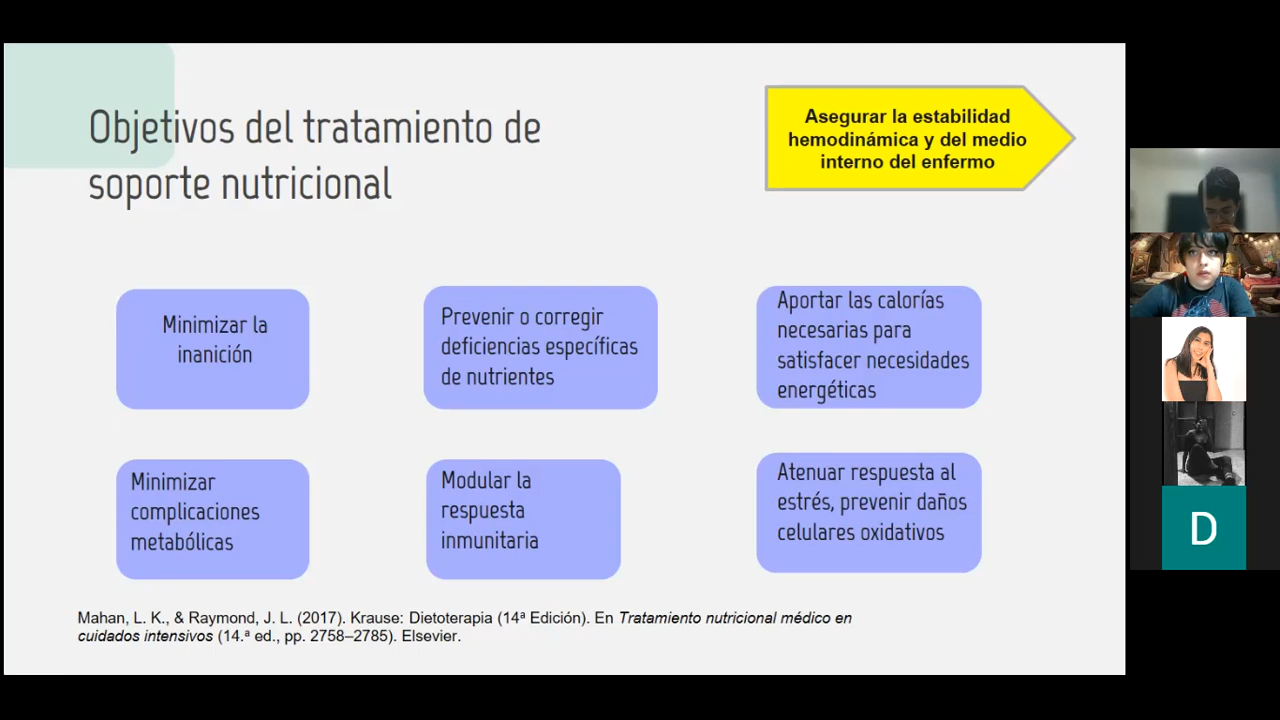 Objetivos del tratamiento de
soporte nutricional
Asegurar la estabilidad
hemodinámica y del medio
interno del enfermo
Minimizar la
inanición
Prevenir o corregir
deficiencias específicas
de nutrientes
Aportar las calorías
necesarias para
satisfacer necesidades
energéticas
Minimizar
complicaciones
metabólicas
Modular la
respuesta
inmunitaria
Atenuar respuesta al
estrés, prevenir daños
celulares oxidativos
Mahan, L. K., & Raymond, J. L. (2017). Krause: Dietoterapia (14ª Edición). En Tratamiento nutricional médico en
cuidados intensivos (14.ª ed., pp. 2758–2785). Elsevier.
D